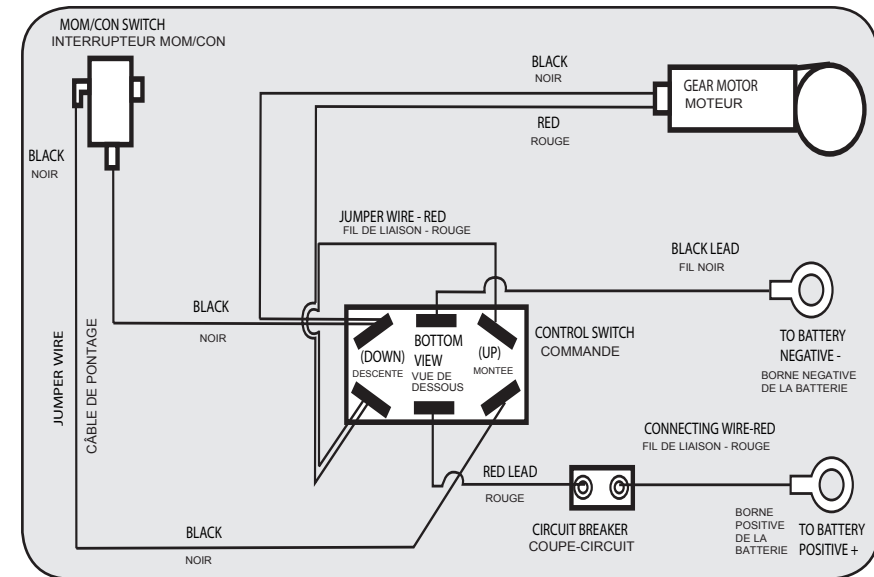 MOM/CON SWITCH
INTERRUPTEUR MOM/CON
BLACK
NOIR
GEAR MOTOR
MOTEUR
RED
ROUGE
BLACK
NOIR
JUMPER WIRE - RED
FIL DE LIAISON - ROUGE
BLACK LEAD
FIL NOIR
BLACK
NOIR
JUMPER WIRE
CÂBLE DE PONTAGE
(DOWN)
DESCENTE
BOTTOM
VIEW
VUE DE
DESSOUS
(UP)
MONTEE
CONTROL SWITCH
COMMANDE
TO BATTERY
NEGATIVE -
BORNE NEGATIVE
DE LA BATTERIE
CONNECTING WIRE-RED
FIL DE LIAISON - ROUGE
RED LEAD
ROUGE
CIRCUIT BREAKER
COUPE-CIRCUIT
BORNE
POSITIVE
DE LA
BATTERIE
TO BATTERY
POSITIVE +
BLACK
NOIR